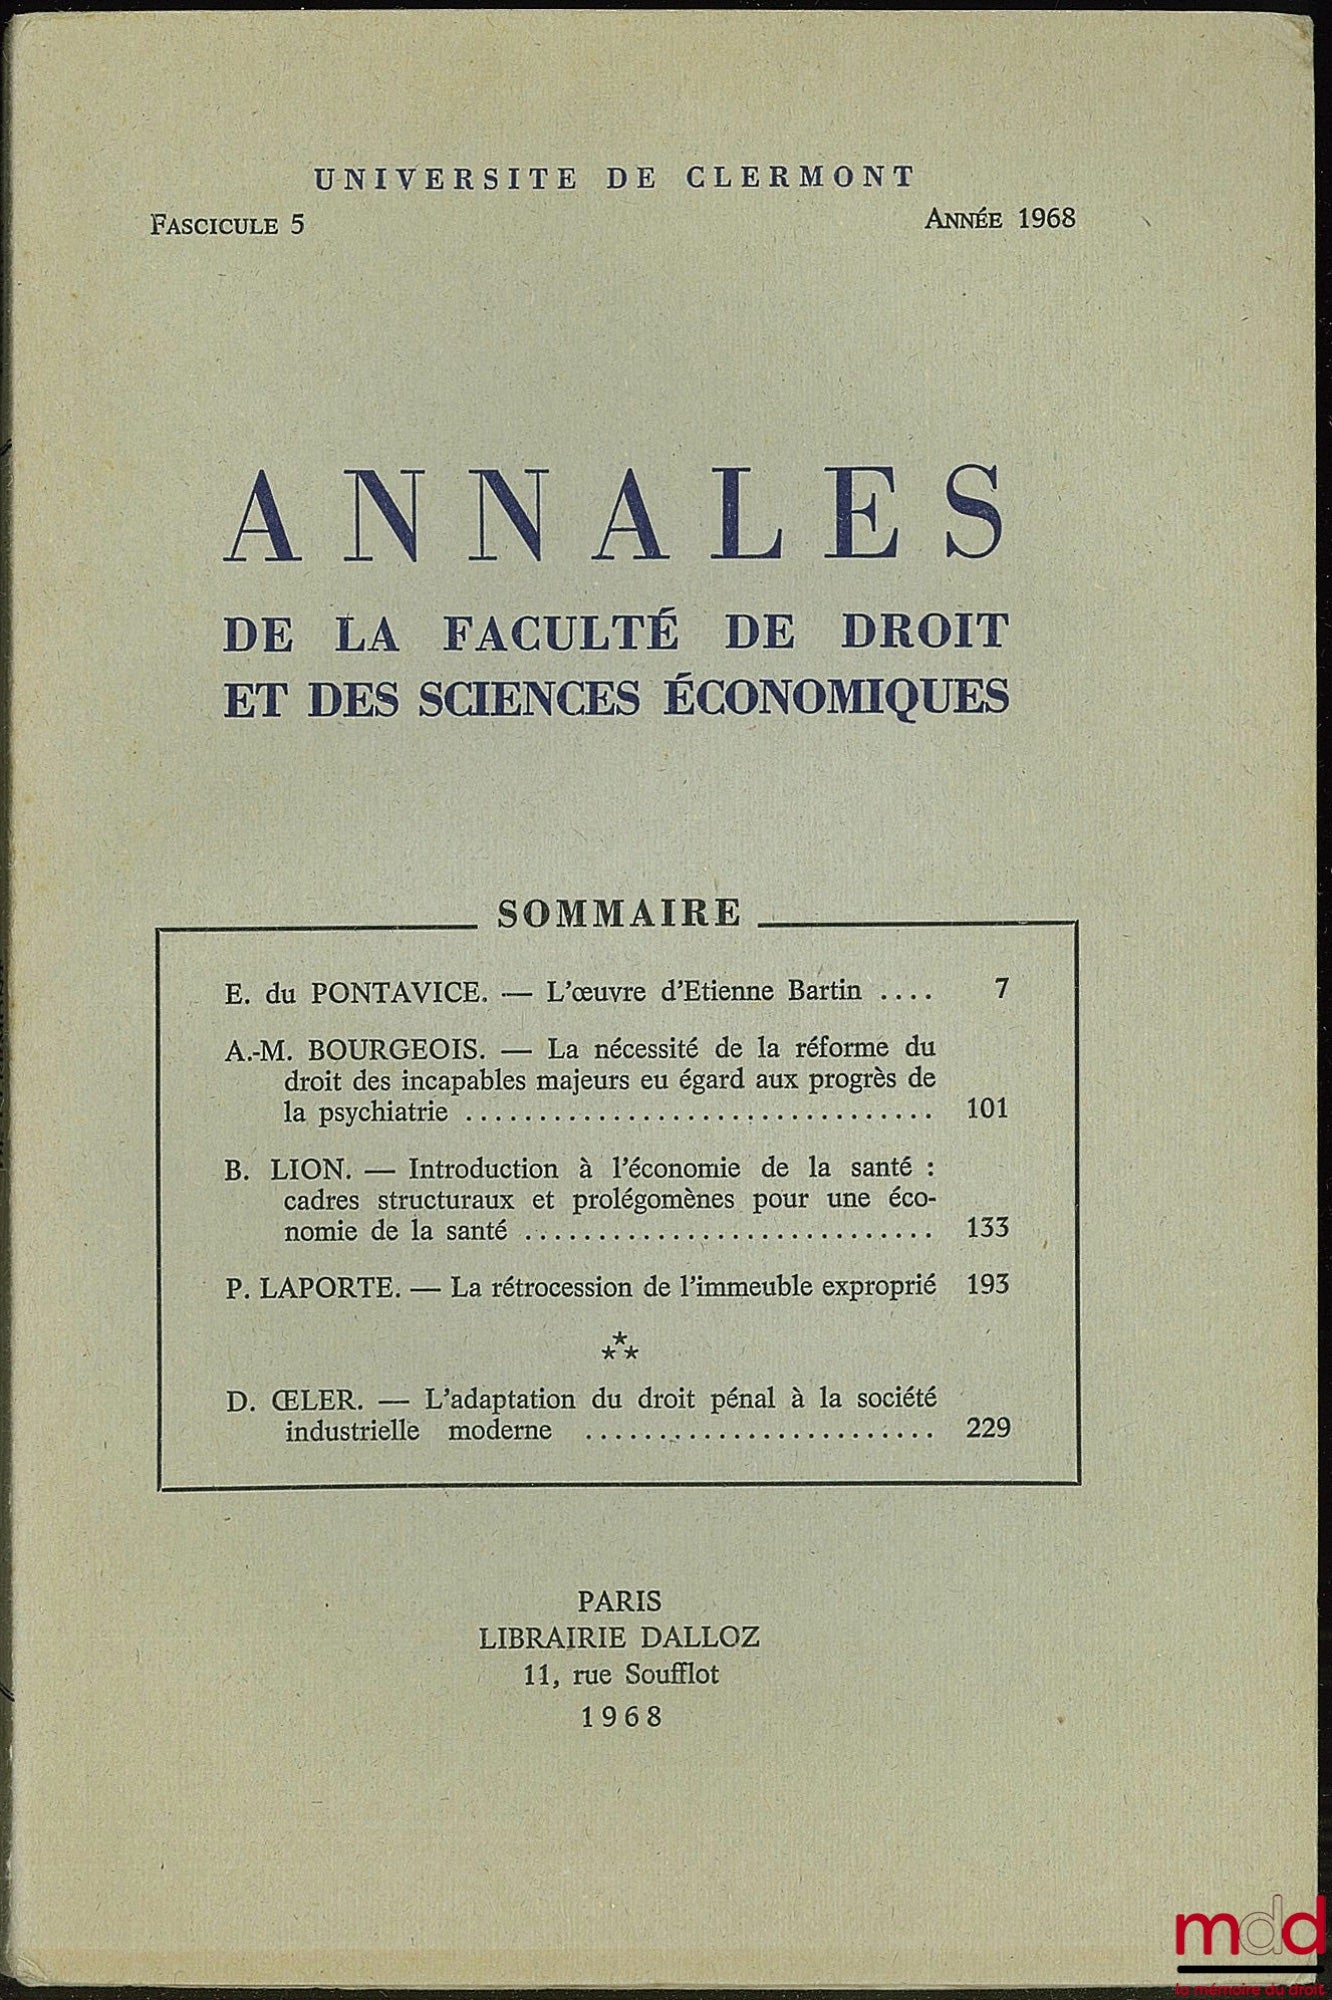 UNIVERSITE DE CLERMONT
FASCICULE 5 ANNÉE 1968
ANNALES
DE LA FACULTÉ DE DROIT
ET DES SCIENCES ÉCONOMIQUES
SOMMAIRE
E. du PONTAVICE. — L'œuvre d'Etienne Bartin .... 7
A.-M. BOURGEOIS. — La nécessité de la réforme du
droit des incapables majeurs eu égard aux progrès de
la psychiatrie ................................ 101
B. LION. — Introduction à l'économie de la santé :
cadres structuraux et prolégomènes pour une éco-
nomie de la santé ............................ 133
P. LAPORTE. — La rétrocession de l'immeuble exproprié 193
D. ŒLER. — L'adaptation du droit pénal à la société
industrielle moderne ........................ 229
PARIS
LIBRAIRIE DALLOZ
11, rue Soufflot
1968
mdd
la mémoire du droit